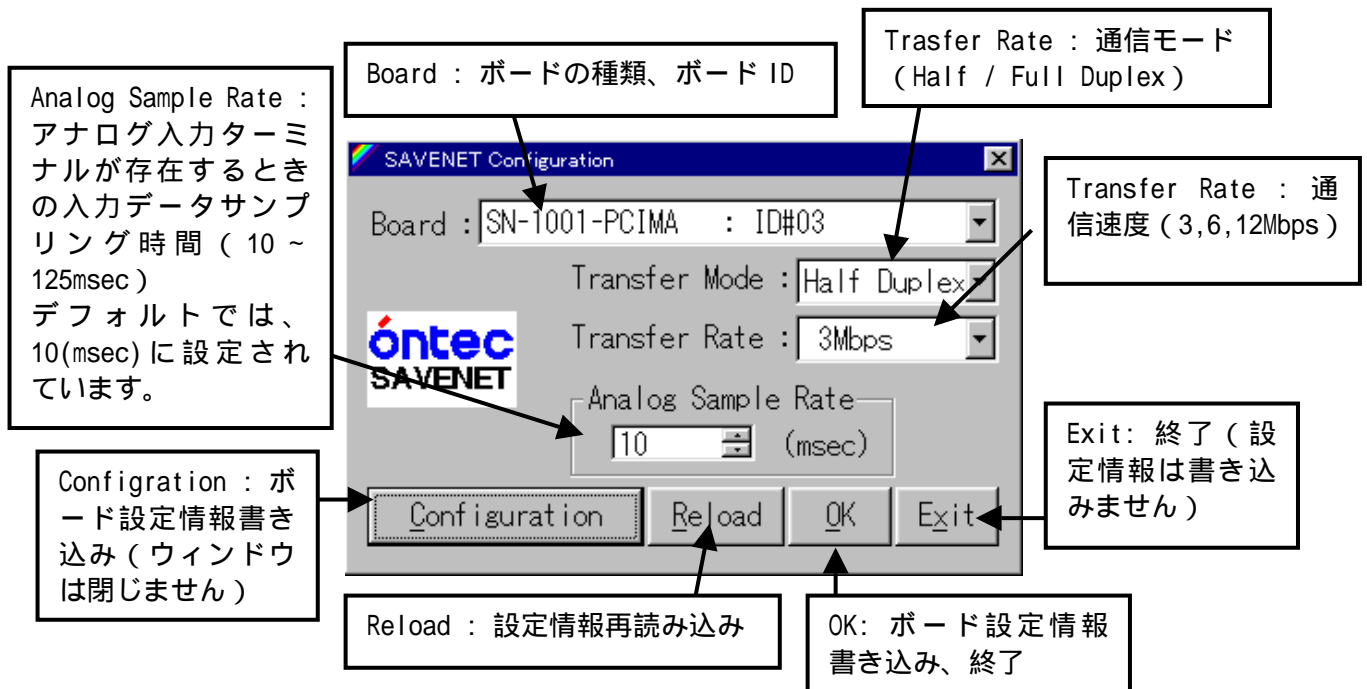 Trasfer Rate : 通信モード
(Half / Full Duplex)
Board : ボードの種類、ボード ID
Analog Sample Rate :
アナログ入力ターミ
ナルが存在するとき
の入力データサンプ
リング時間 ( 10 ~
125msec )
デフォルトでは、
10(msec)に設定され
ています。
Transfer Rate : 通
信速度 ( 3,6,12Mbps )
SAVENET Configuration
Board : SN-1001-PCIMA : ID#03
Transfer Mode : Half Duplex
Transfer Rate : 3Mbps
óntec
SAVENET
Analog Sample Rate
10 (msec)
Configuration Reload OK Exit
Configration : ボ
ード設定情報書き
込み ( ウィンドウ
は閉じません )
Exit: 終了 ( 設
定情報は書き込
みません )
Reload : 設定情報再読み込み
OK: ボード設定情報
書き込み、終了